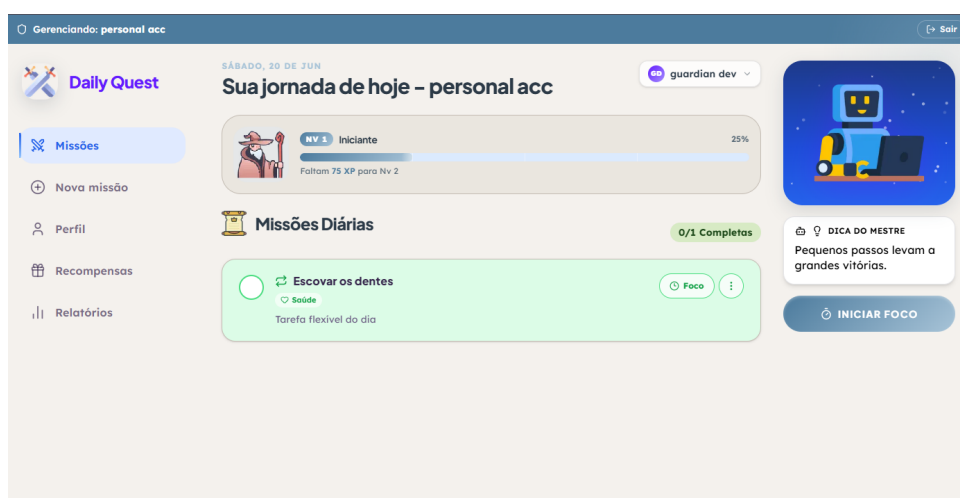 Gerenciando: personal acc
Sair
Daily Quest
Missões
Nova missão
Perfil
Recompensas
Relatórios
SÁBADO, 20 DE JUN
Sua jornada de hoje – personal acc
GD guardian dev
NV 1 Iniciante 25%
Faltam 75 XP para Nv 2
Missões Diárias
0/1 Completas
Escovar os dentes
Saúde
Tarefa flexível do dia
Foco
DICA DO MESTRE
Pequenos passos levam a
grandes vitórias.
INICIAR FOCO